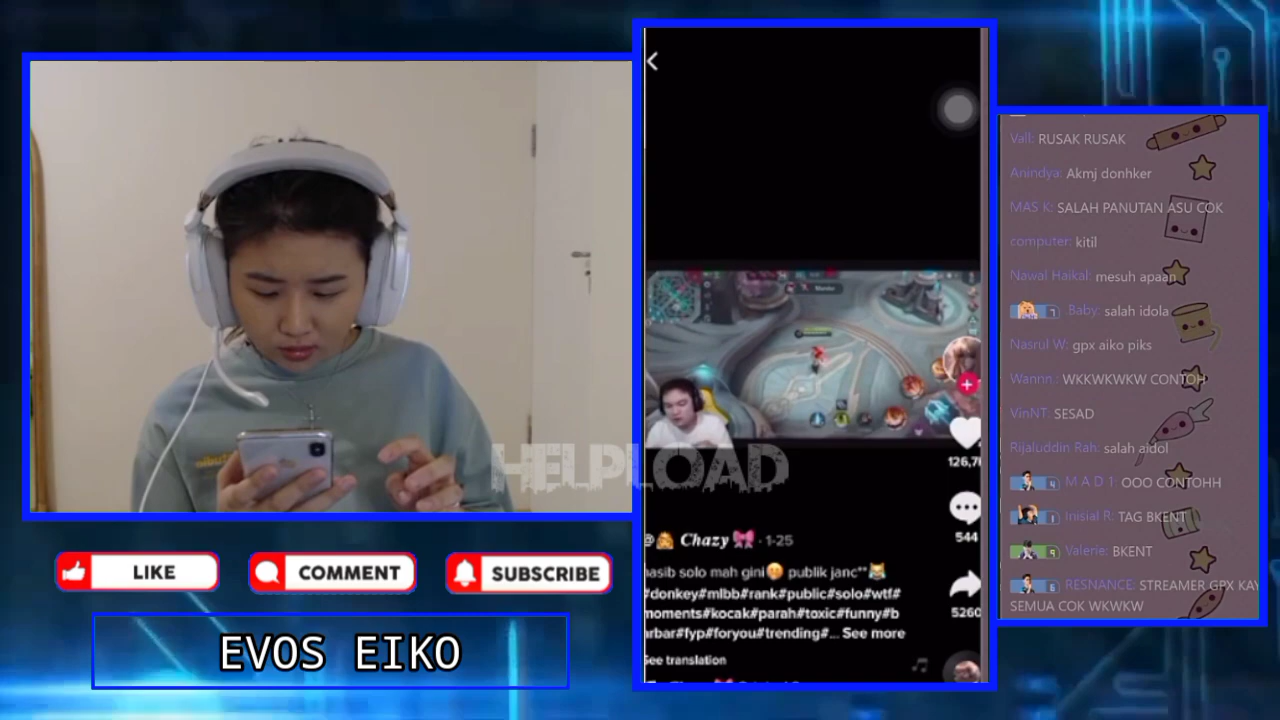 HELPLOAD
LIKE
COMMENT
SUBSCRIBE
EVOS EIKO
126,7
544
5260
@ Chazy · 1-25
nasib solo mah gini publik janc**
#donkey#mlbb#rank#public#solo#wtf#
moments#kocak#parah#toxic#funny#b
arbar#fyp#foryou#trending#... See more
See translation
Vall: RUSAK RUSAK
Anindya: Akmj donhker
MAS K: SALAH PANUTAN ASU COK
computer: kitil
Nawal Haikal: mesuh apaan
7 Baby: salah idola
Nasrul W: gpx aiko piks
Wannn.: WKKWKWKW CONTOH
VinNT: SESAD
Rijaluddin Rah: salah aidol
M A D 1: OOO CONTOHH
Inisial R: TAG BKENT
Valerie: BKENT
6 RESNANCE: STREAMER GPX KAY
SEMUA COK WKWKW